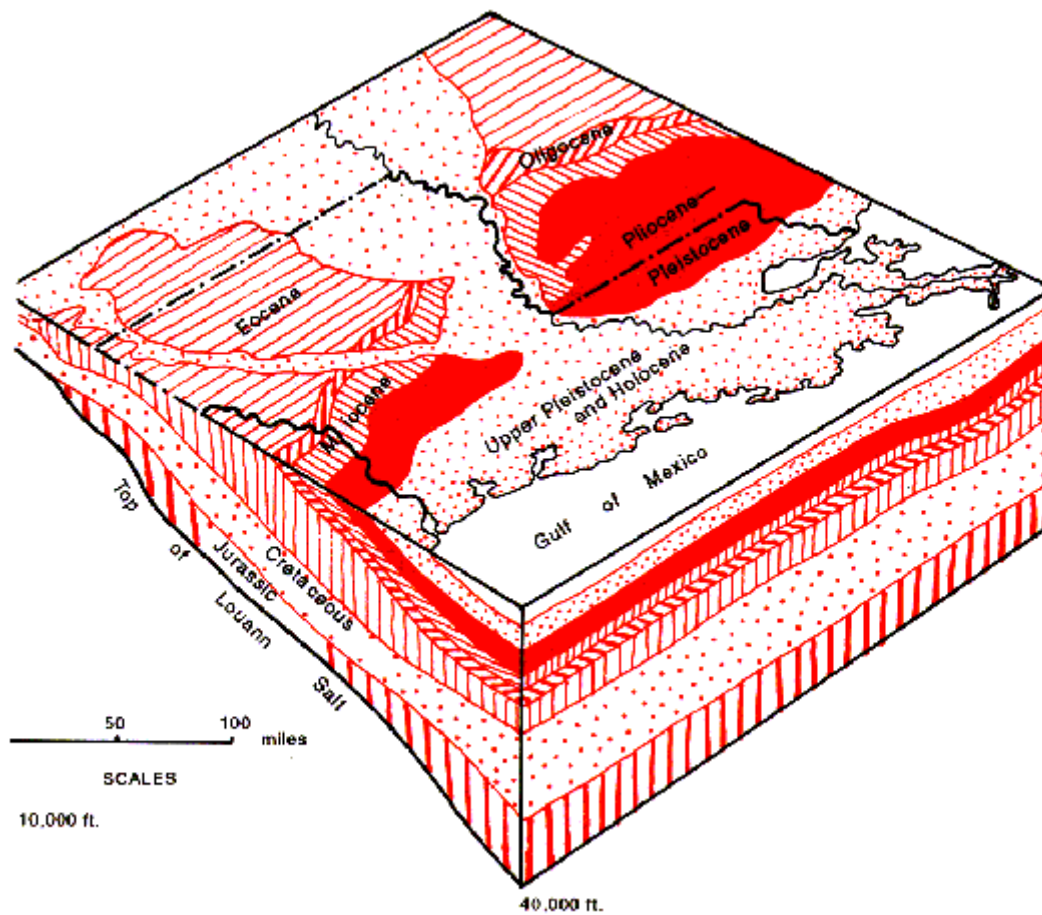 Oligocene
Pliocene
Pleistocene
Eocene
Miocene
Upper Pleistocene
and Holocene
Gulf of Mexico
Cretaceous
Jurassic
Top of Louann Salt
50 100 miles
SCALES
10,000 ft.
40,000 ft.